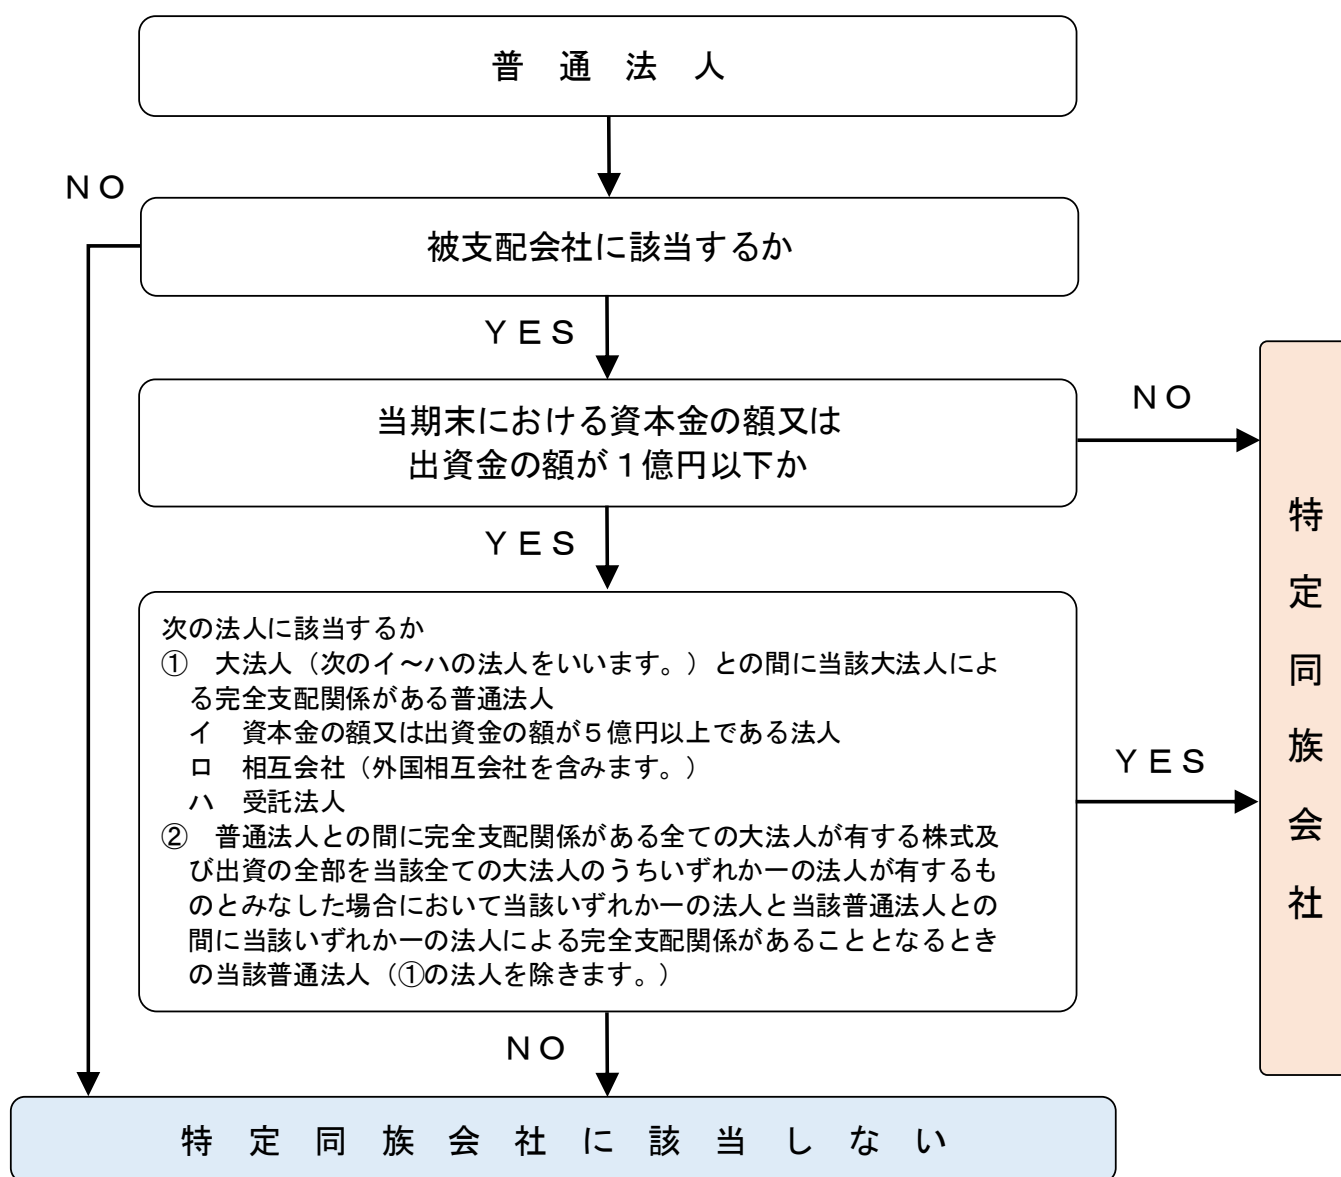 普通法人
NO
被支配会社に該当するか
YES
当期末における資本金の額又は
出資金の額が１億円以下か
NO
YES
次の法人に該当するか
① 大法人（次のイ～ハの法人をいいます。）との間に当該大法人によ
る完全支配関係がある普通法人
イ 資本金の額又は出資金の額が５億円以上である法人
ロ 相互会社（外国相互会社を含みます。）
ハ 受託法人
② 普通法人との間に完全支配関係がある全ての大法人が有する株式及
び出資の全部を当該全ての大法人のうちいずれか一の法人が有するも
のとみなした場合において当該いずれか一の法人と当該普通法人との
間に当該いずれか一の法人による完全支配関係があることとなるとき
の当該普通法人（①の法人を除きます。）
YES
特定同族会社
NO
特定同族会社に該当しない